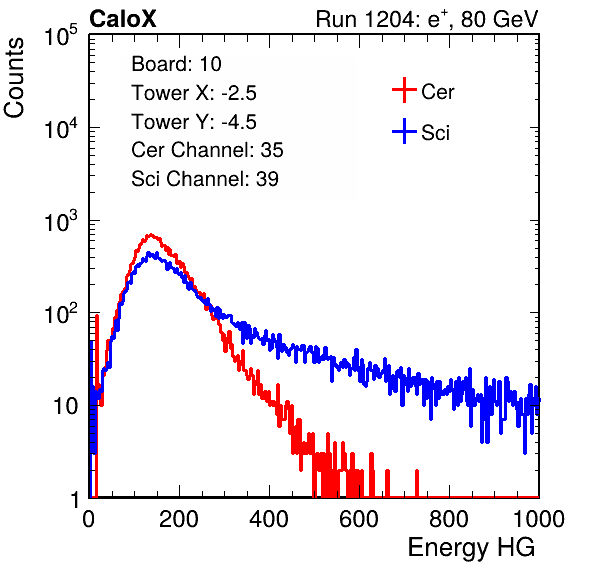 CaloX Run 1204: e⁺, 80 GeV
Counts
Board: 10
Tower X: -2.5
Tower Y: -4.5
Cer Channel: 35
Sci Channel: 39
Cer
Sci
10⁵
10⁴
10³
10²
10
1
0 200 400 600 800 1000
Energy HG